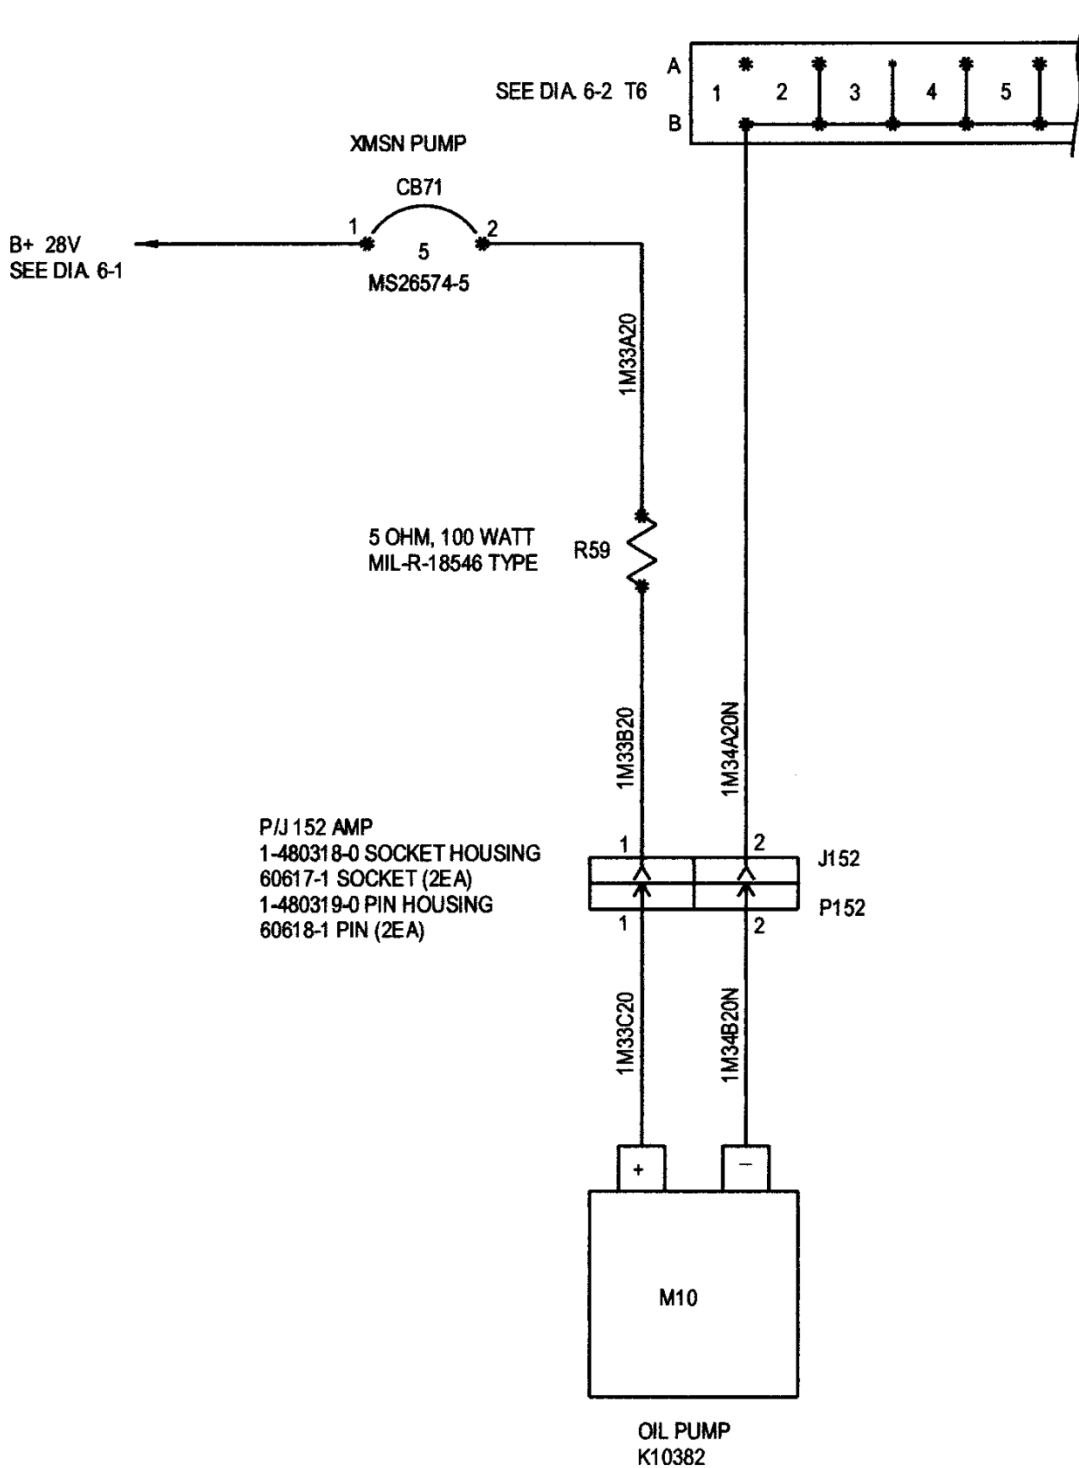 A
SEE DIA. 6-2 T6
1 2 3 4 5
B
XMSN PUMP
CB71
1 2
B+ 28V
SEE DIA. 6-1
5
MS26574-5
1M33A20
5 OHM, 100 WATT
MIL-R-18546 TYPE
R59
1M33B20
1M34A20N
P/J 152 AMP
1-480318-0 SOCKET HOUSING
60617-1 SOCKET (2EA)
1-480319-0 PIN HOUSING
60618-1 PIN (2EA)
1 2
J152
P152
1 2
1M33C20
1M34B20N
+ −
M10
OIL PUMP
K10382